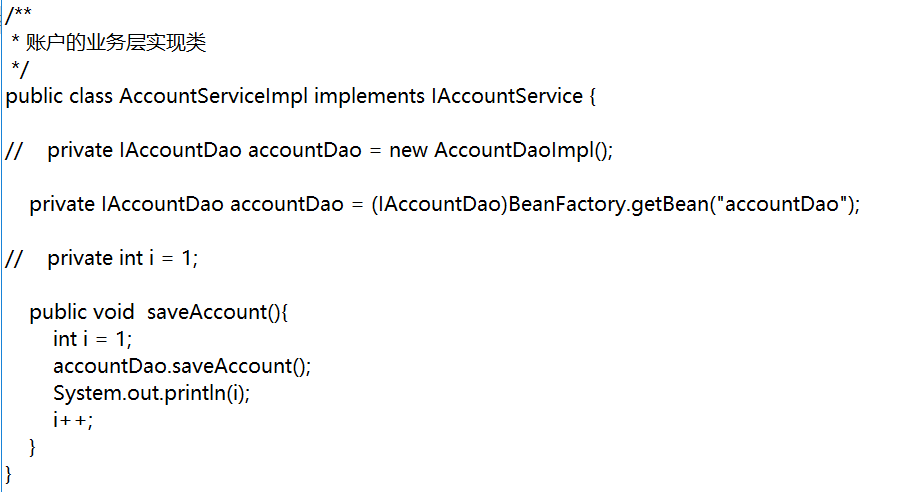 /**
 * 账户的业务层实现类
 */
public class AccountServiceImpl implements IAccountService {
//    private IAccountDao accountDao = new AccountDaoImpl();
    private IAccountDao accountDao = (IAccountDao)BeanFactory.getBean("accountDao");
//    private int i = 1;
    public void  saveAccount(){
        int i = 1;
        accountDao.saveAccount();
        System.out.println(i);
        i++;
    }
}